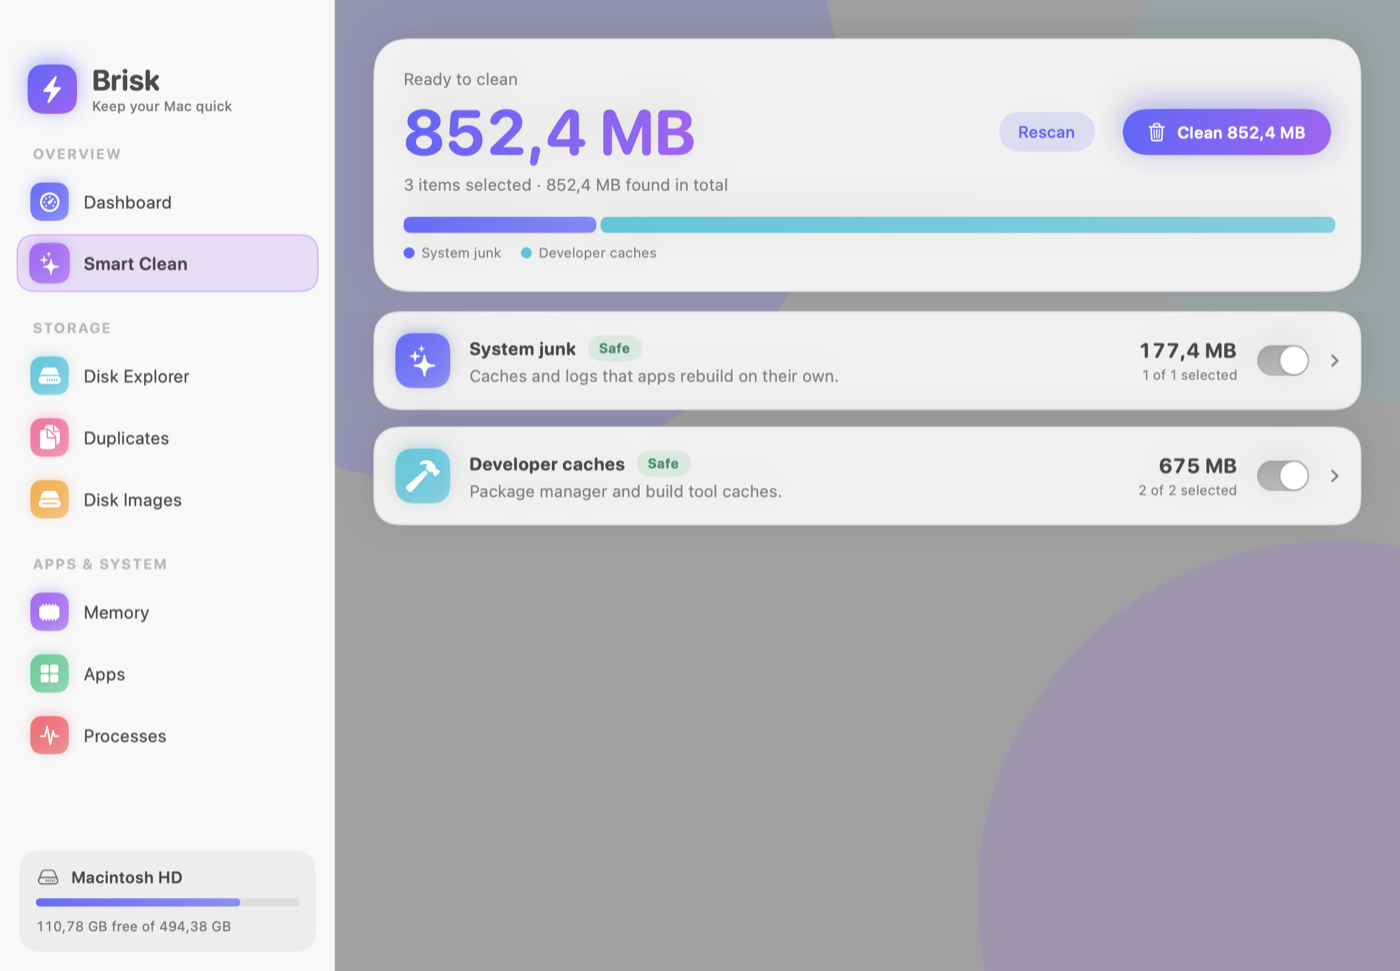 Brisk
Keep your Mac quick
OVERVIEW
Dashboard
Smart Clean
STORAGE
Disk Explorer
Duplicates
Disk Images
APPS & SYSTEM
Memory
Apps
Processes
Macintosh HD
110,78 GB free of 494,38 GB
Ready to clean
852,4 MB
3 items selected · 852,4 MB found in total
Rescan
Clean 852,4 MB
System junk
Developer caches
System junk
Safe
Caches and logs that apps rebuild on their own.
177,4 MB
1 of 1 selected
Developer caches
Safe
Package manager and build tool caches.
675 MB
2 of 2 selected